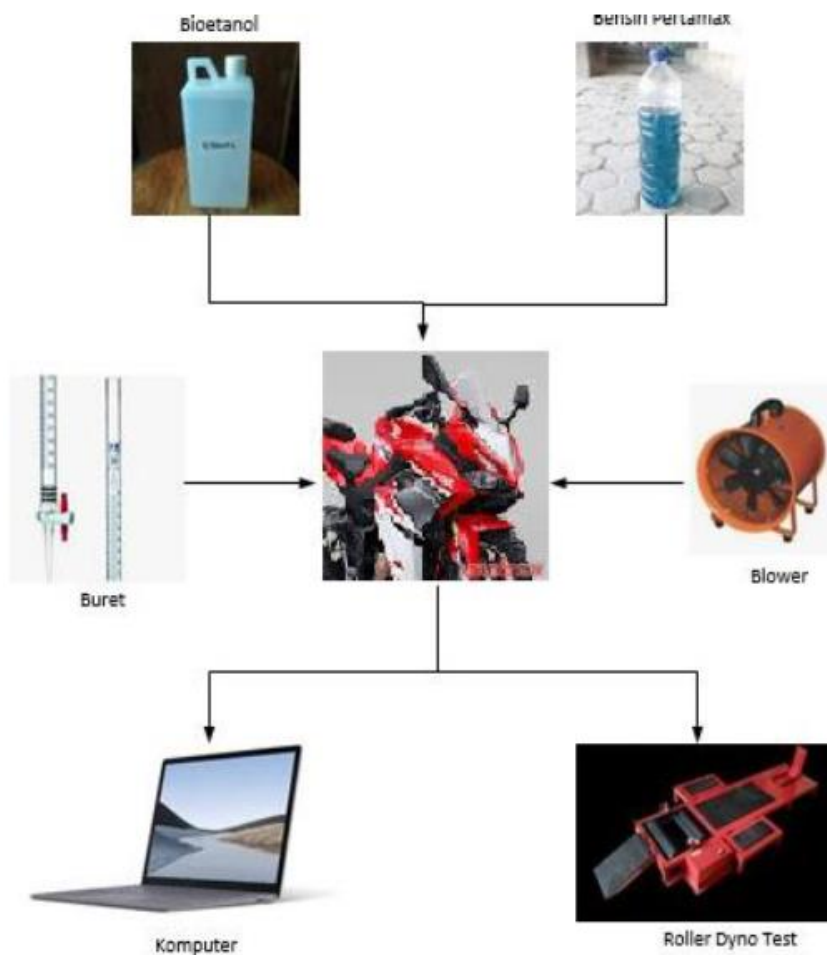 Bioetanol
Bensin Pertamax
Buret
Blower
Komputer
Roller Dyno Test